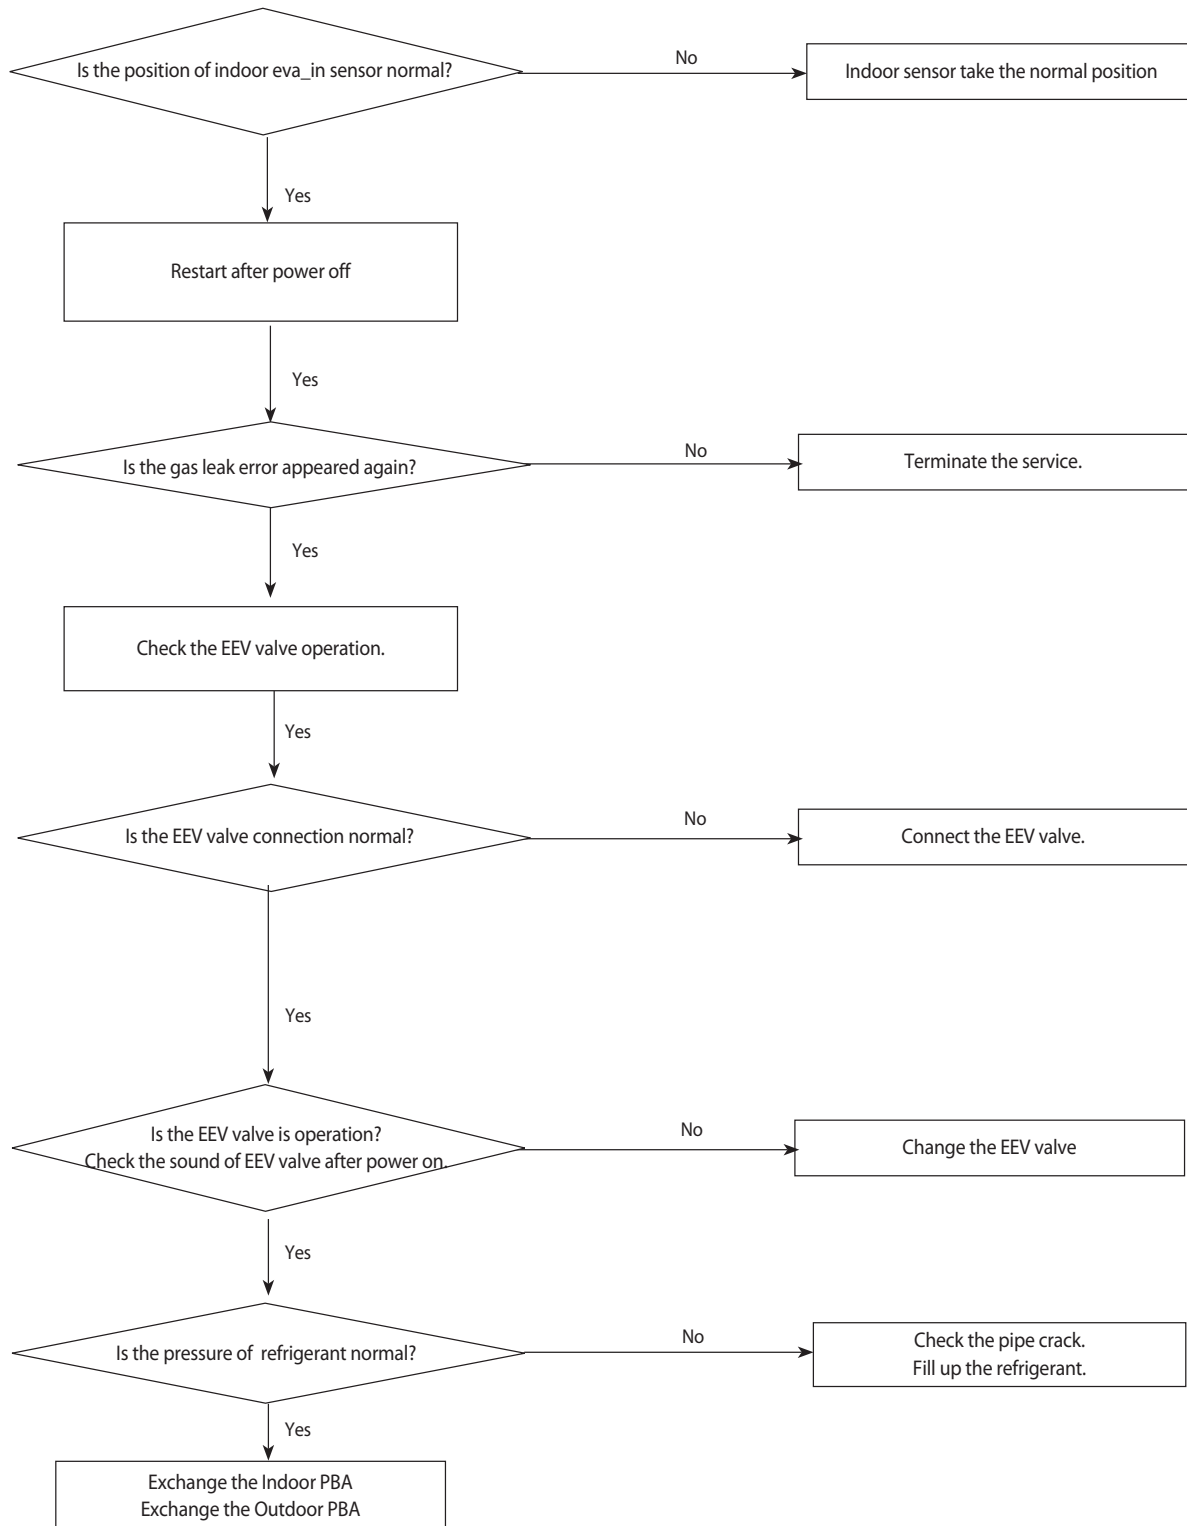 Is the position of indoor eva_in sensor normal?
No
Indoor sensor take the normal position
Yes
Restart after power off
Yes
Is the gas leak error appeared again?
No
Terminate the service.
Yes
Check the EEV valve operation.
Yes
Is the EEV valve connection normal?
No
Connect the EEV valve.
Yes
Is the EEV valve is operation?
Check the sound of EEV valve after power on.
No
Change the EEV valve
Yes
Is the pressure of refrigerant normal?
No
Check the pipe crack.
Fill up the refrigerant.
Yes
Exchange the Indoor PBA
Exchange the Outdoor PBA